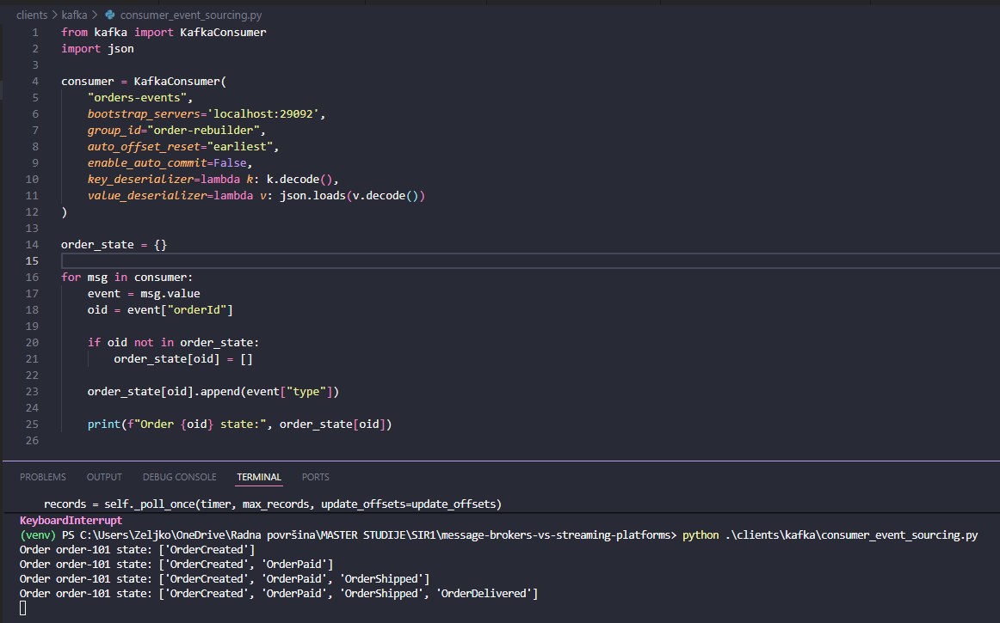 clients > kafka > consumer_event_sourcing.py
1 from kafka import KafkaConsumer
2 import json
3
4 consumer = KafkaConsumer(
5     "orders-events",
6     bootstrap_servers='localhost:29092',
7     group_id="order-rebuilder",
8     auto_offset_reset="earliest",
9     enable_auto_commit=False,
10     key_deserializer=lambda k: k.decode(),
11     value_deserializer=lambda v: json.loads(v.decode())
12 )
13
14 order_state = {}
15
16 for msg in consumer:
17     event = msg.value
18     oid = event["orderId"]
19
20     if oid not in order_state:
21         order_state[oid] = []
22
23     order_state[oid].append(event["type"])
24
25     print(f"Order {oid} state:", order_state[oid])
26
PROBLEMS OUTPUT DEBUG CONSOLE TERMINAL PORTS
records = self._poll_once(timer, max_records, update_offsets=update_offsets)
KeyboardInterrupt
(venv) PS C:\Users\Zeljko\OneDrive\Radna površina\MASTER STUDIJE\SIR1\message-brokers-vs-streaming-platforms> python .\clients\kafka\consumer_event_sourcing.py
Order order-101 state: ['OrderCreated']
Order order-101 state: ['OrderCreated', 'OrderPaid']
Order order-101 state: ['OrderCreated', 'OrderPaid', 'OrderShipped']
Order order-101 state: ['OrderCreated', 'OrderPaid', 'OrderShipped', 'OrderDelivered']